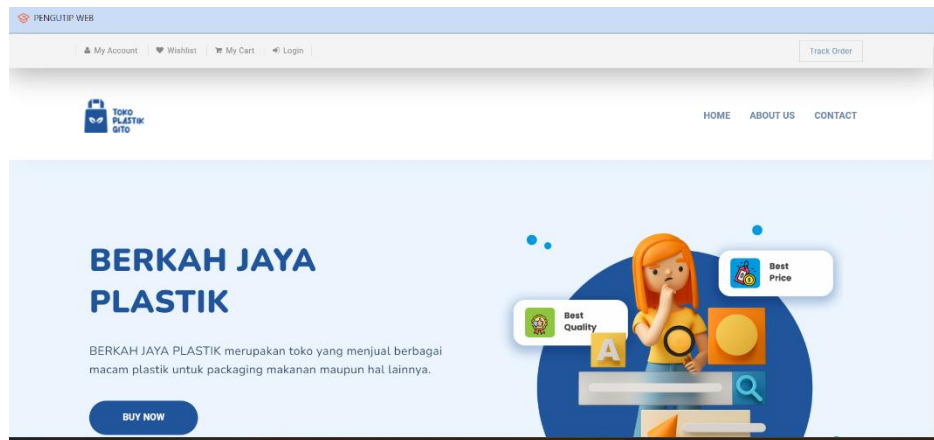 PENGUTIP WEB
My Account
Wishlist
My Cart
Login
Track Order
TOKO
PLASTIK
GITO
HOME
ABOUT US
CONTACT
BERKAH JAYA
PLASTIK
BERKAH JAYA PLASTIK merupakan toko yang menjual berbagai
macam plastik untuk packaging makanan maupun hal lainnya.
BUY NOW
Best
Price
Best
Quality
A